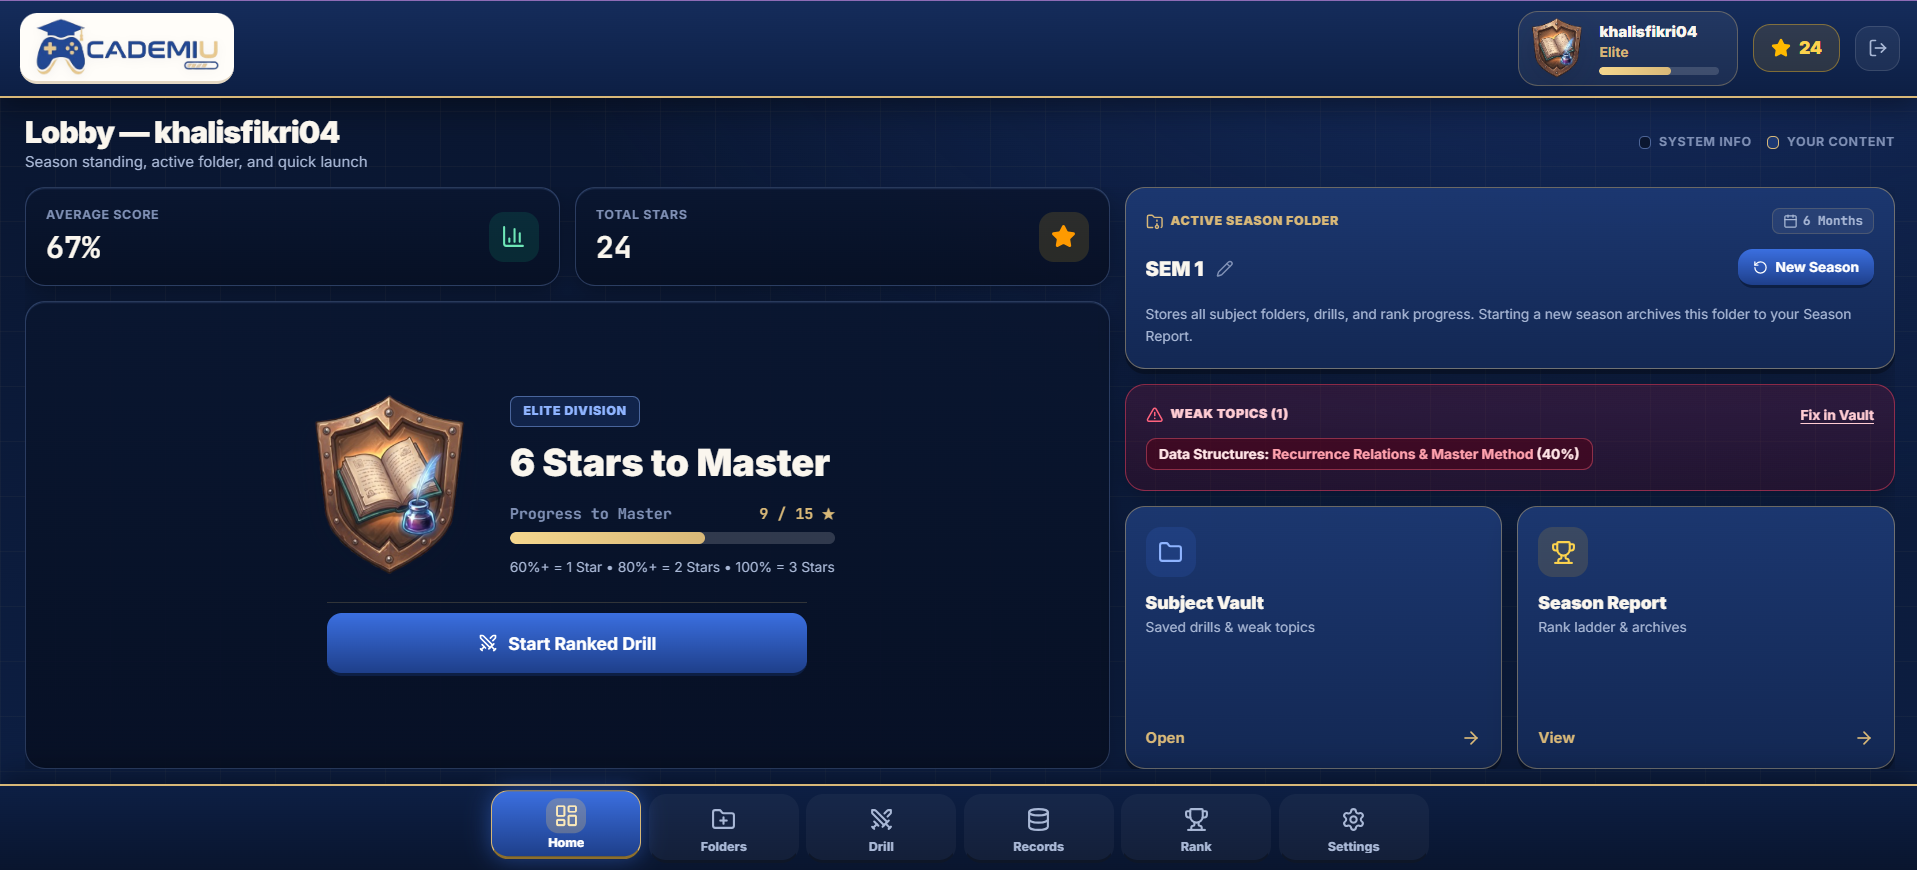 CADEMIU
khalisfikri04
Elite
24
Lobby — khalisfikri04
Season standing, active folder, and quick launch
SYSTEM INFO
YOUR CONTENT
AVERAGE SCORE
67%
TOTAL STARS
24
ELITE DIVISION
6 Stars to Master
Progress to Master
9 / 15 ★
60%+ = 1 Star • 80%+ = 2 Stars • 100% = 3 Stars
Start Ranked Drill
ACTIVE SEASON FOLDER
6 Months
SEM 1
New Season
Stores all subject folders, drills, and rank progress. Starting a new season archives this folder to your Season
Report.
WEAK TOPICS (1)
Fix in Vault
Data Structures: Recurrence Relations & Master Method (40%)
Subject Vault
Saved drills & weak topics
Open
Season Report
Rank ladder & archives
View
Home
Folders
Drill
Records
Rank
Settings